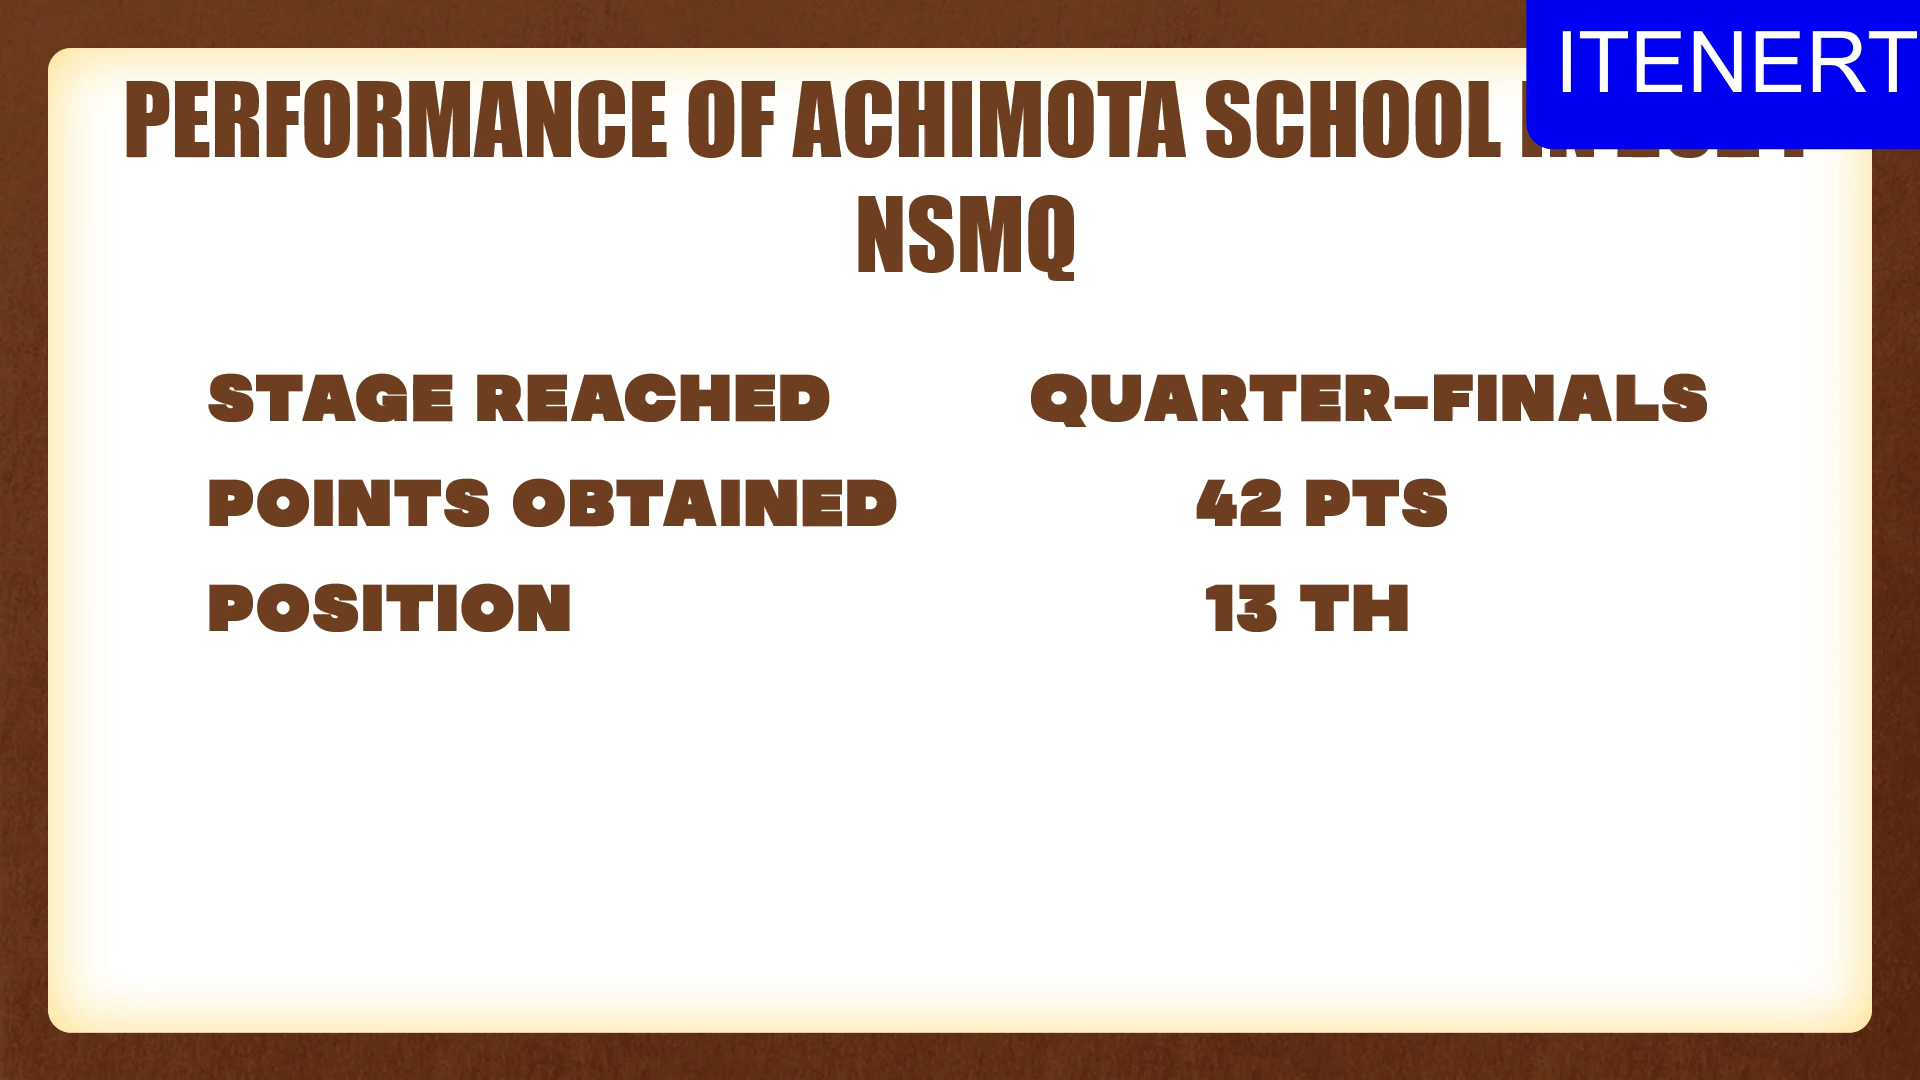 ITENERT
PERFORMANCE OF ACHIMOTA SCHOOL
NSMQ
STAGE REACHED QUARTER-FINALS
POINTS OBTAINED 42 PTS
POSITION 13 TH